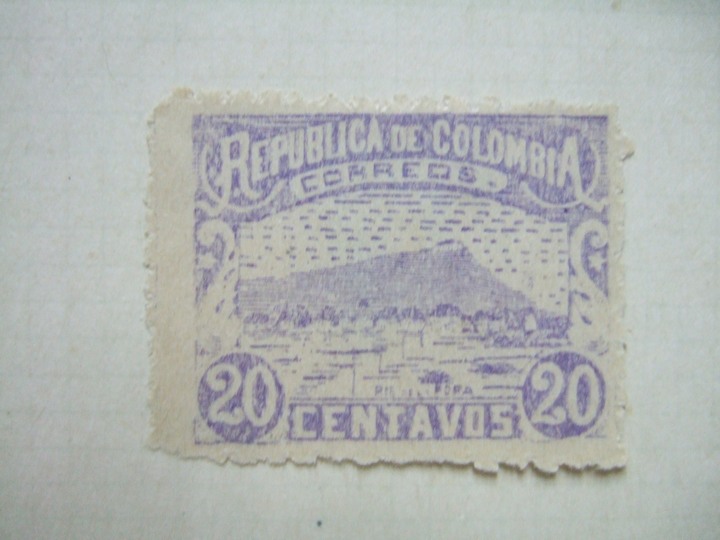 REPUBLICA DE COLOMBIA
CORREOS
20 CENTAVOS 20